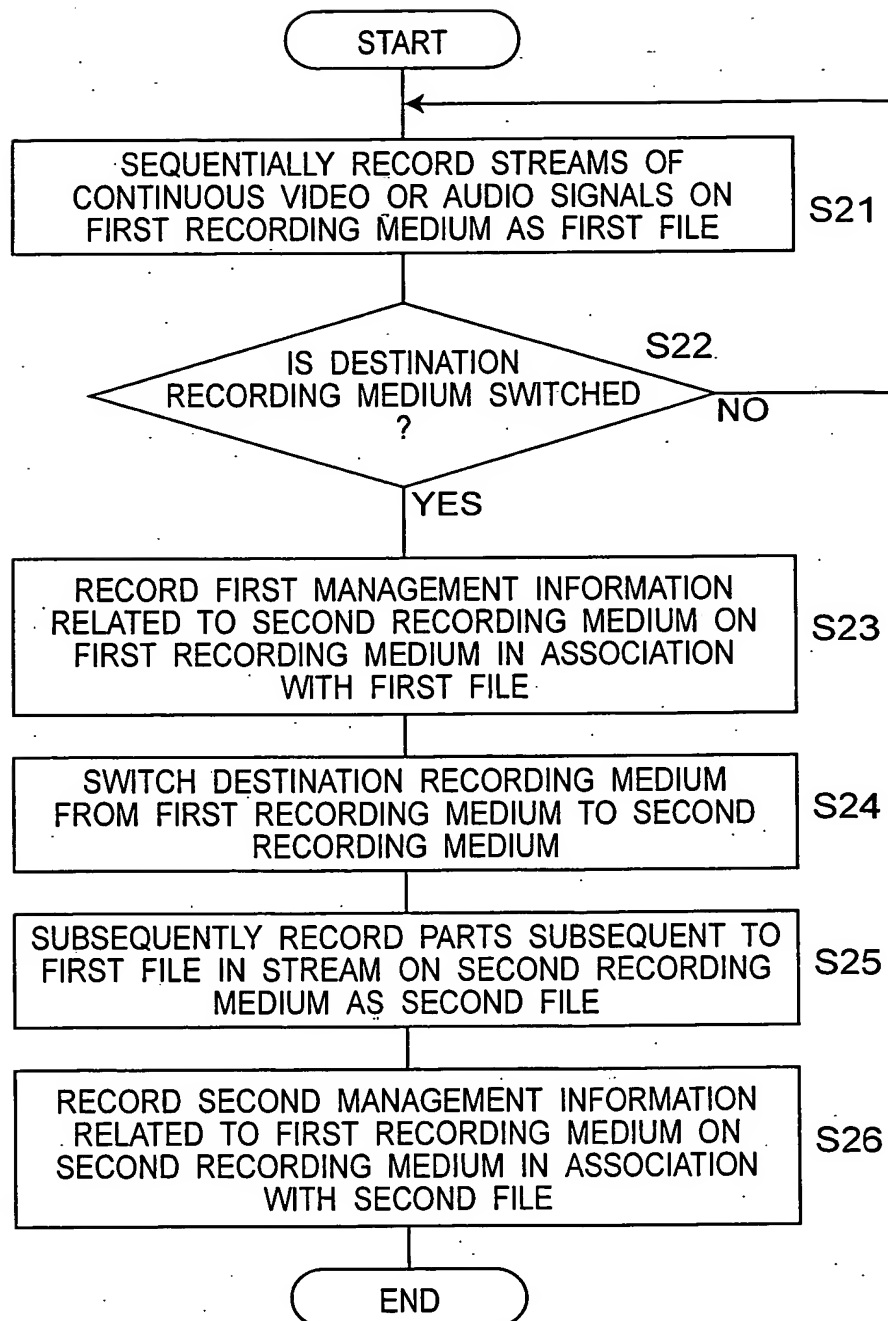 START
SEQUENTIALLY RECORD STREAMS OF
CONTINUOUS VIDEO OR AUDIO SIGNALS ON
FIRST RECORDING MEDIUM AS FIRST FILE
S21
S22
IS DESTINATION
RECORDING MEDIUM SWITCHED
?
NO
YES
RECORD FIRST MANAGEMENT INFORMATION
RELATED TO SECOND RECORDING MEDIUM ON
FIRST RECORDING MEDIUM IN ASSOCIATION
WITH FIRST FILE
S23
SWITCH DESTINATION RECORDING MEDIUM
FROM FIRST RECORDING MEDIUM TO SECOND
RECORDING MEDIUM
S24
SUBSEQUENTLY RECORD PARTS SUBSEQUENT TO
FIRST FILE IN STREAM ON SECOND RECORDING
MEDIUM AS SECOND FILE
S25
RECORD SECOND MANAGEMENT INFORMATION
RELATED TO FIRST RECORDING MEDIUM ON
SECOND RECORDING MEDIUM IN ASSOCIATION
WITH SECOND FILE
S26
END